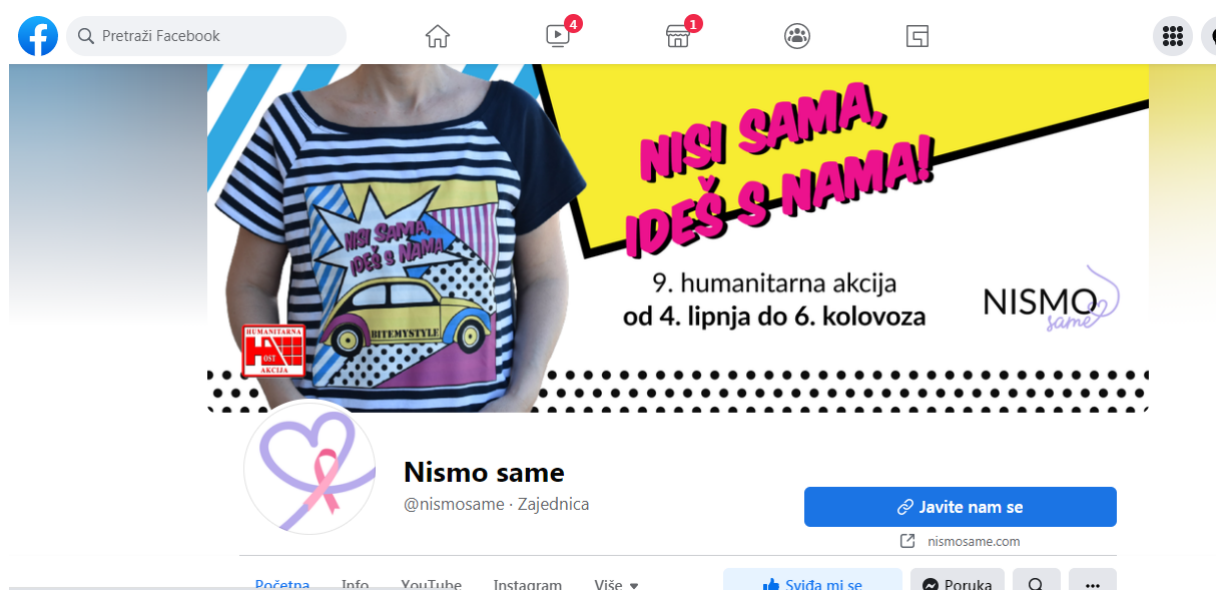 Pretraži Facebook
4
1
NISI SAMA,
IDEŠ S NAMA!
NISI SAMA,
IDEŠ S NAMA
BITEMYSTYLE
9. humanitarna akcija
od 4. lipnja do 6. kolovoza
NISMO
same
HUMANITARNA
HOST
AKCIJA
Nismo same
@nismosame · Zajednica
Javite nam se
nismosame.com
Početna Info YouTube Instagram Više
Sviđa mi se Poruka